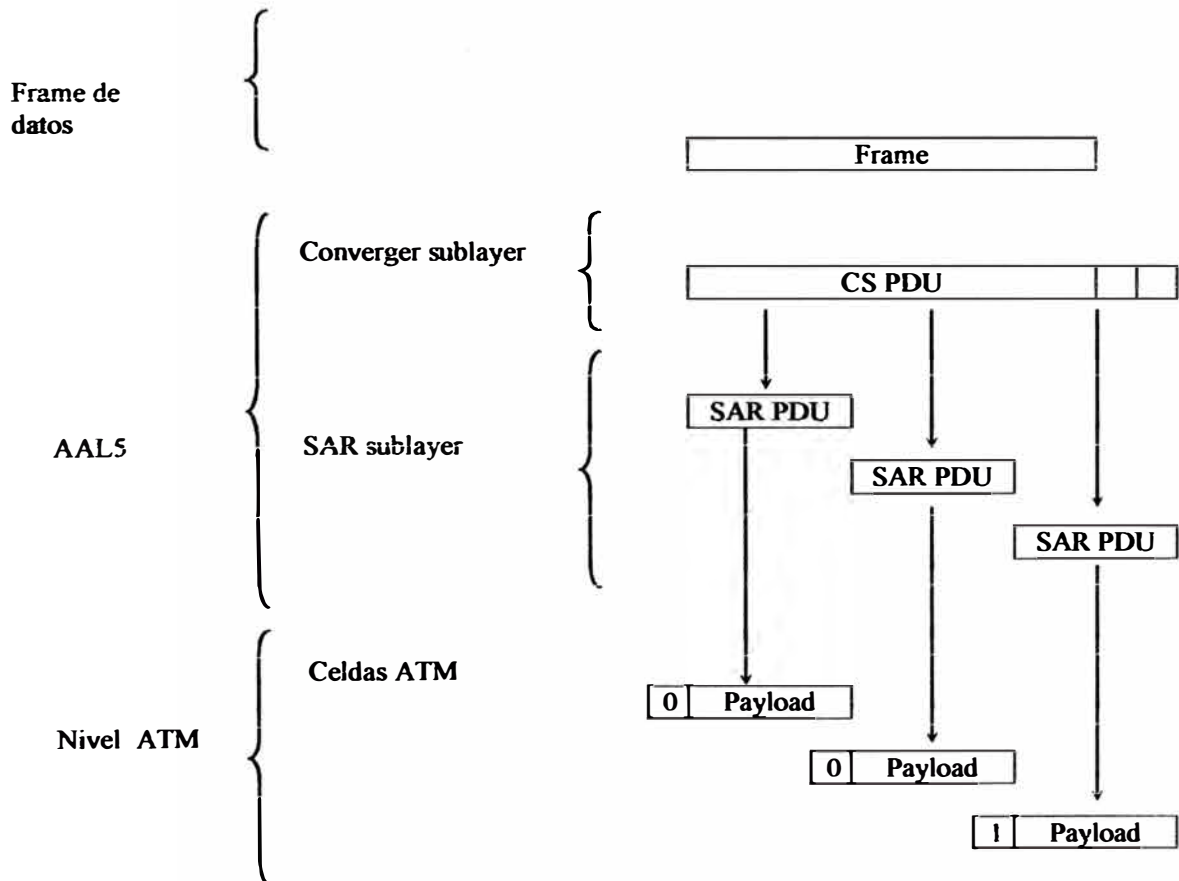 Frame de
datos
Frame
Converger sublayer
CS PDU
SAR PDU
AAL5
SAR sublayer
SAR PDU
SAR PDU
Celdas ATM
0 Payload
Nivel ATM
0 Payload
1 Payload